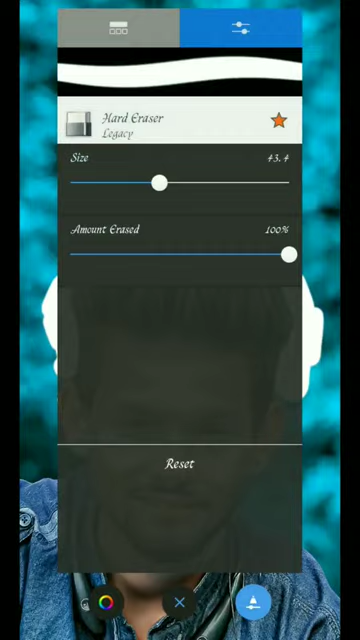 Hard Eraser
Legacy
Size 43.4
Amount Erased 100%
Reset